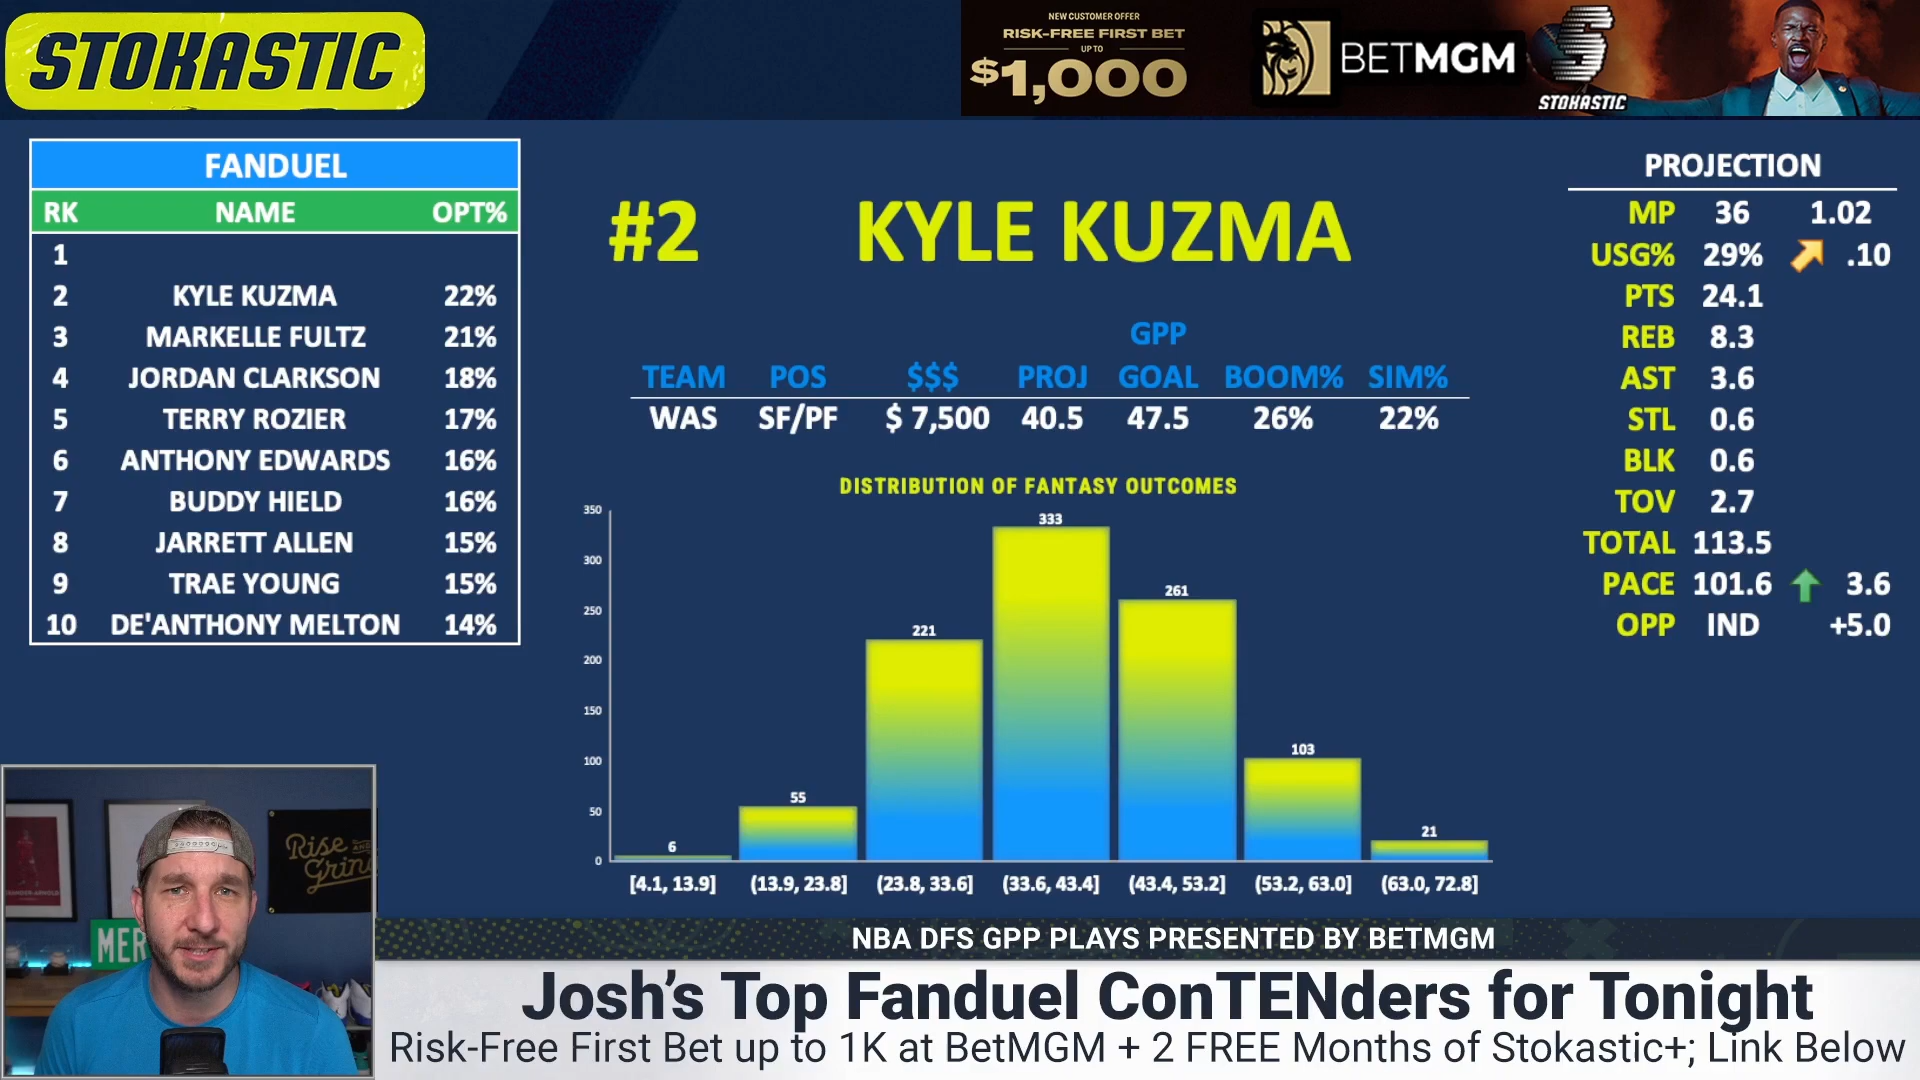 STOKASTIC
NEW CUSTOMER OFFER
RISK-FREE FIRST BET
UP TO
$1,000
BETMGM
STOKASTIC
FANDUEL
RK NAME OPT%
1
2 KYLE KUZMA 22%
3 MARKELLE FULTZ 21%
4 JORDAN CLARKSON 18%
5 TERRY ROZIER 17%
6 ANTHONY EDWARDS 16%
7 BUDDY HIELD 16%
8 JARRETT ALLEN 15%
9 TRAE YOUNG 15%
10 DE'ANTHONY MELTON 14%
#2 KYLE KUZMA
GPP
TEAM POS $$$ PROJ GOAL BOOM% SIM%
WAS SF/PF $ 7,500 40.5 47.5 26% 22%
DISTRIBUTION OF FANTASY OUTCOMES
350
300
250
200
150
100
50
0
6
55
221
333
261
103
21
[4.1, 13.9] (13.9, 23.8] (23.8, 33.6] (33.6, 43.4] (43.4, 53.2] (53.2, 63.0] (63.0, 72.8]
PROJECTION
MP 36 1.02
USG% 29% .10
PTS 24.1
REB 8.3
AST 3.6
STL 0.6
BLK 0.6
TOV 2.7
TOTAL 113.5
PACE 101.6 3.6
OPP IND +5.0
Rise AND
Grind
MER
NBA DFS GPP PLAYS PRESENTED BY BETMGM
Josh's Top Fanduel ConTENders for Tonight
Risk-Free First Bet up to 1K at BetMGM + 2 FREE Months of Stokastic+; Link Below